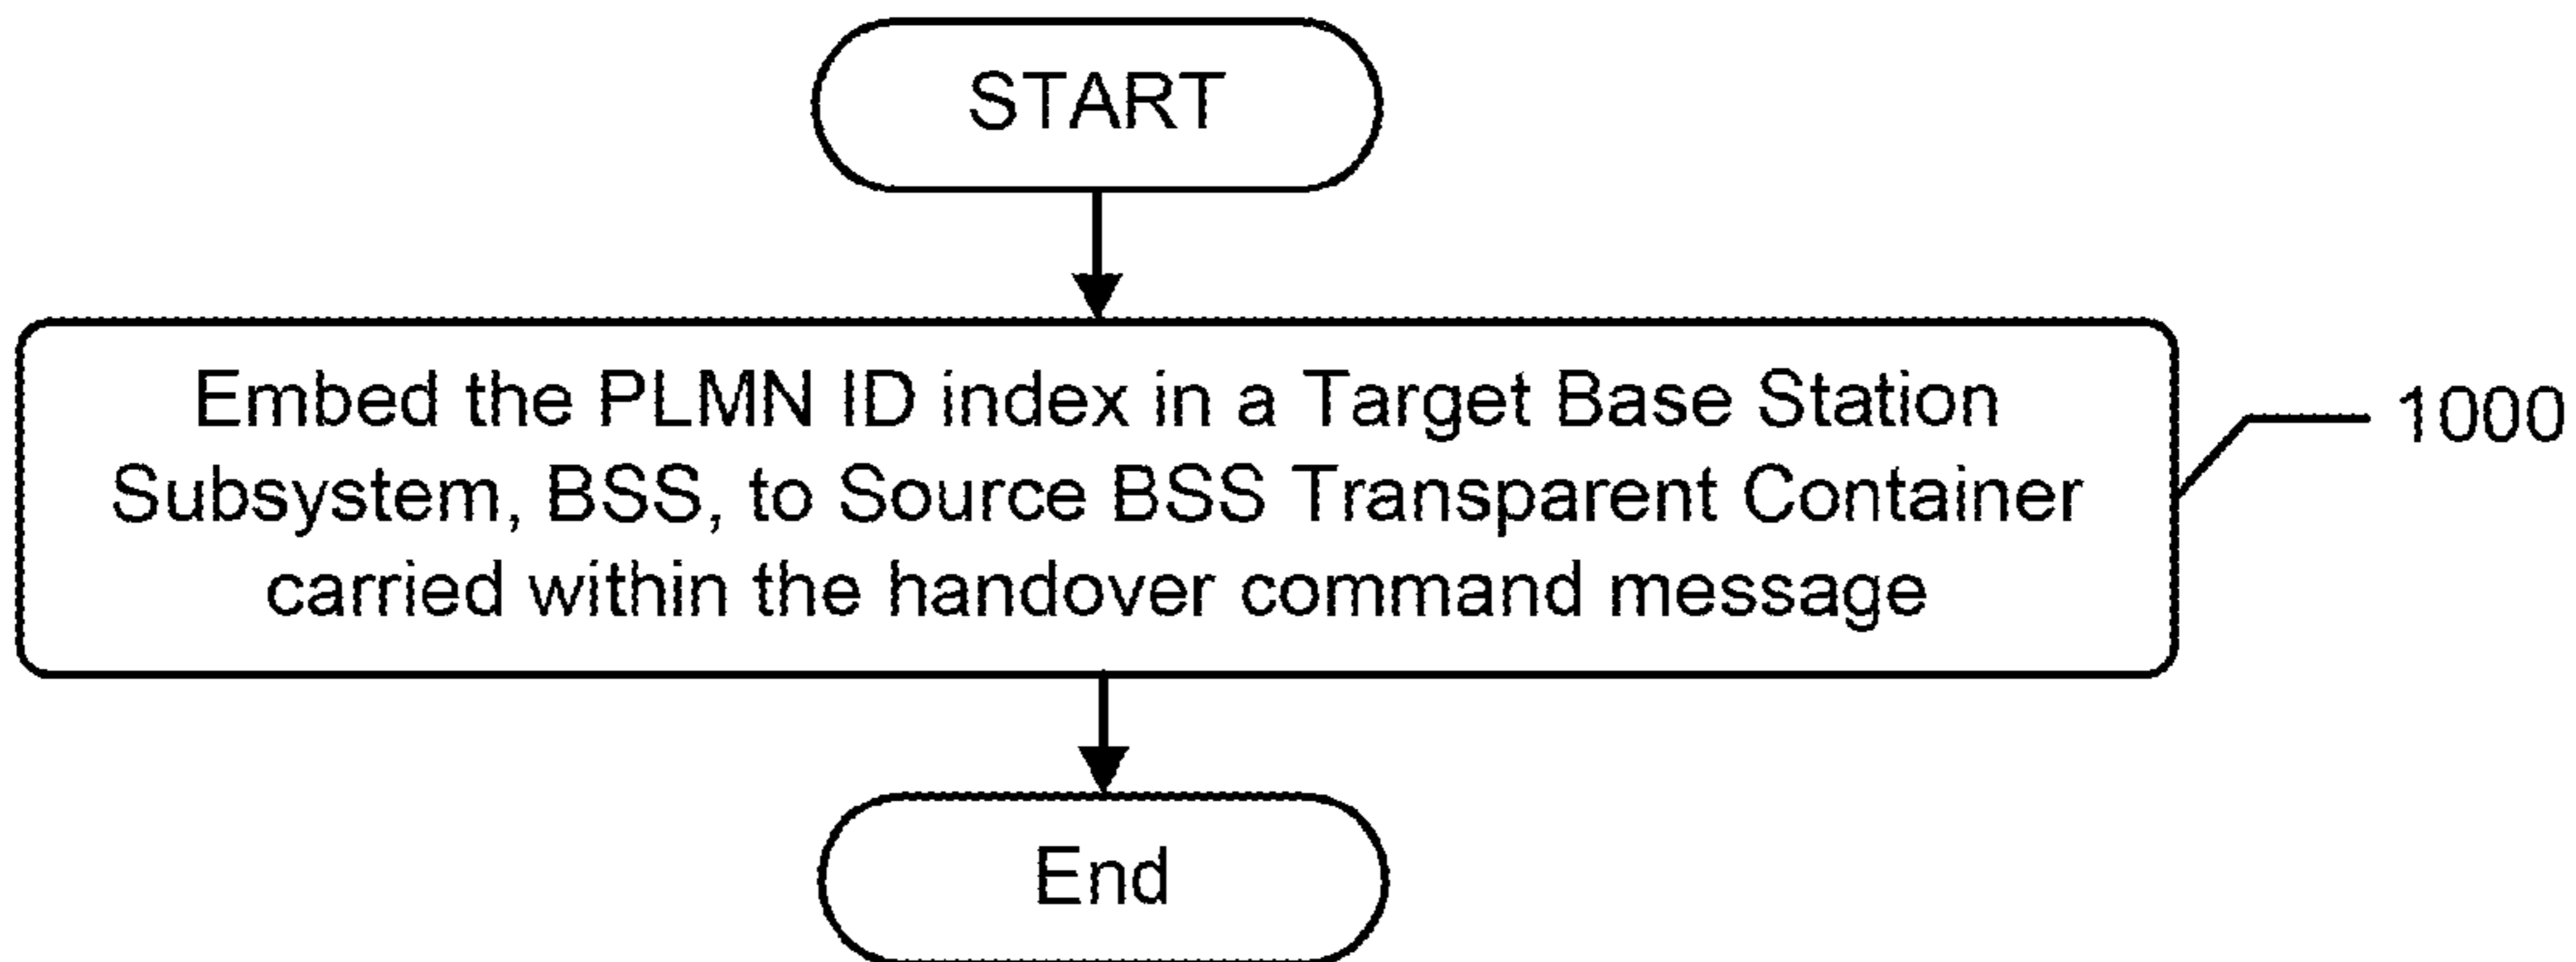 START
Embed the PLMN ID index in a Target Base Station
Subsystem, BSS, to Source BSS Transparent Container
carried within the handover command message
1000
End